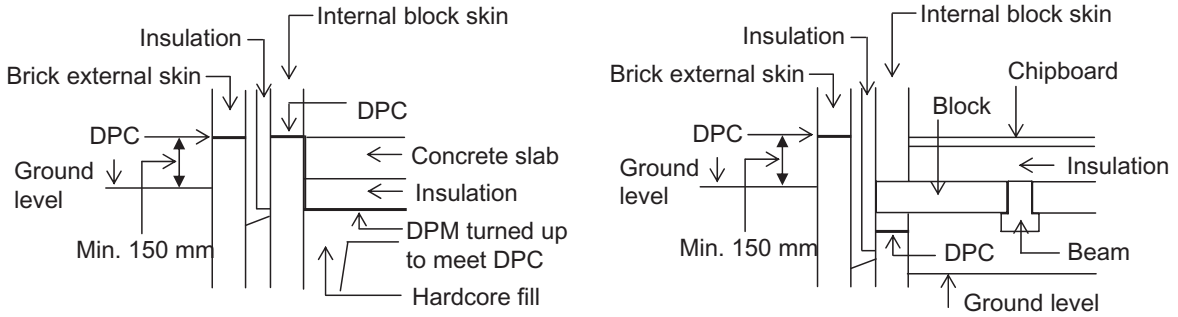 Internal block skin
Insulation
Brick external skin
DPC
DPC
Ground
level
Concrete slab
Insulation
Min. 150 mm
DPM turned up
to meet DPC
Hardcore fill
Internal block skin
Insulation
Brick external skin
Chipboard
Block
DPC
Ground
level
Insulation
Min. 150 mm
DPC
Beam
Ground level